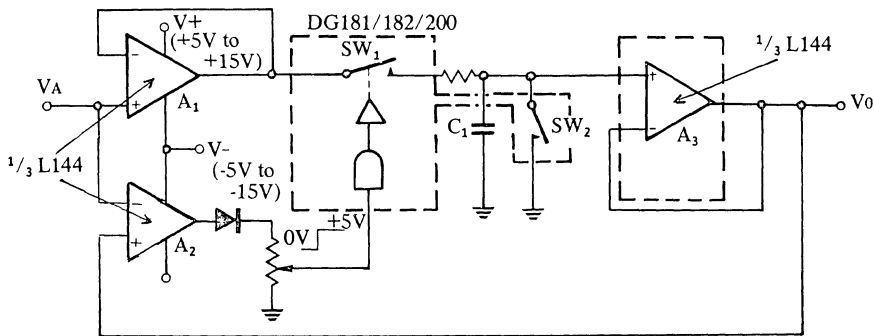 DG181/182/200
V+
(+5V to
+15V)
SW1
1/3 L144
VA
A1
V-
(-5V to
-15V)
1/3 L144
A2
0V
+5V
C1
SW2
A3
V0
- 
+
-
+
+
-